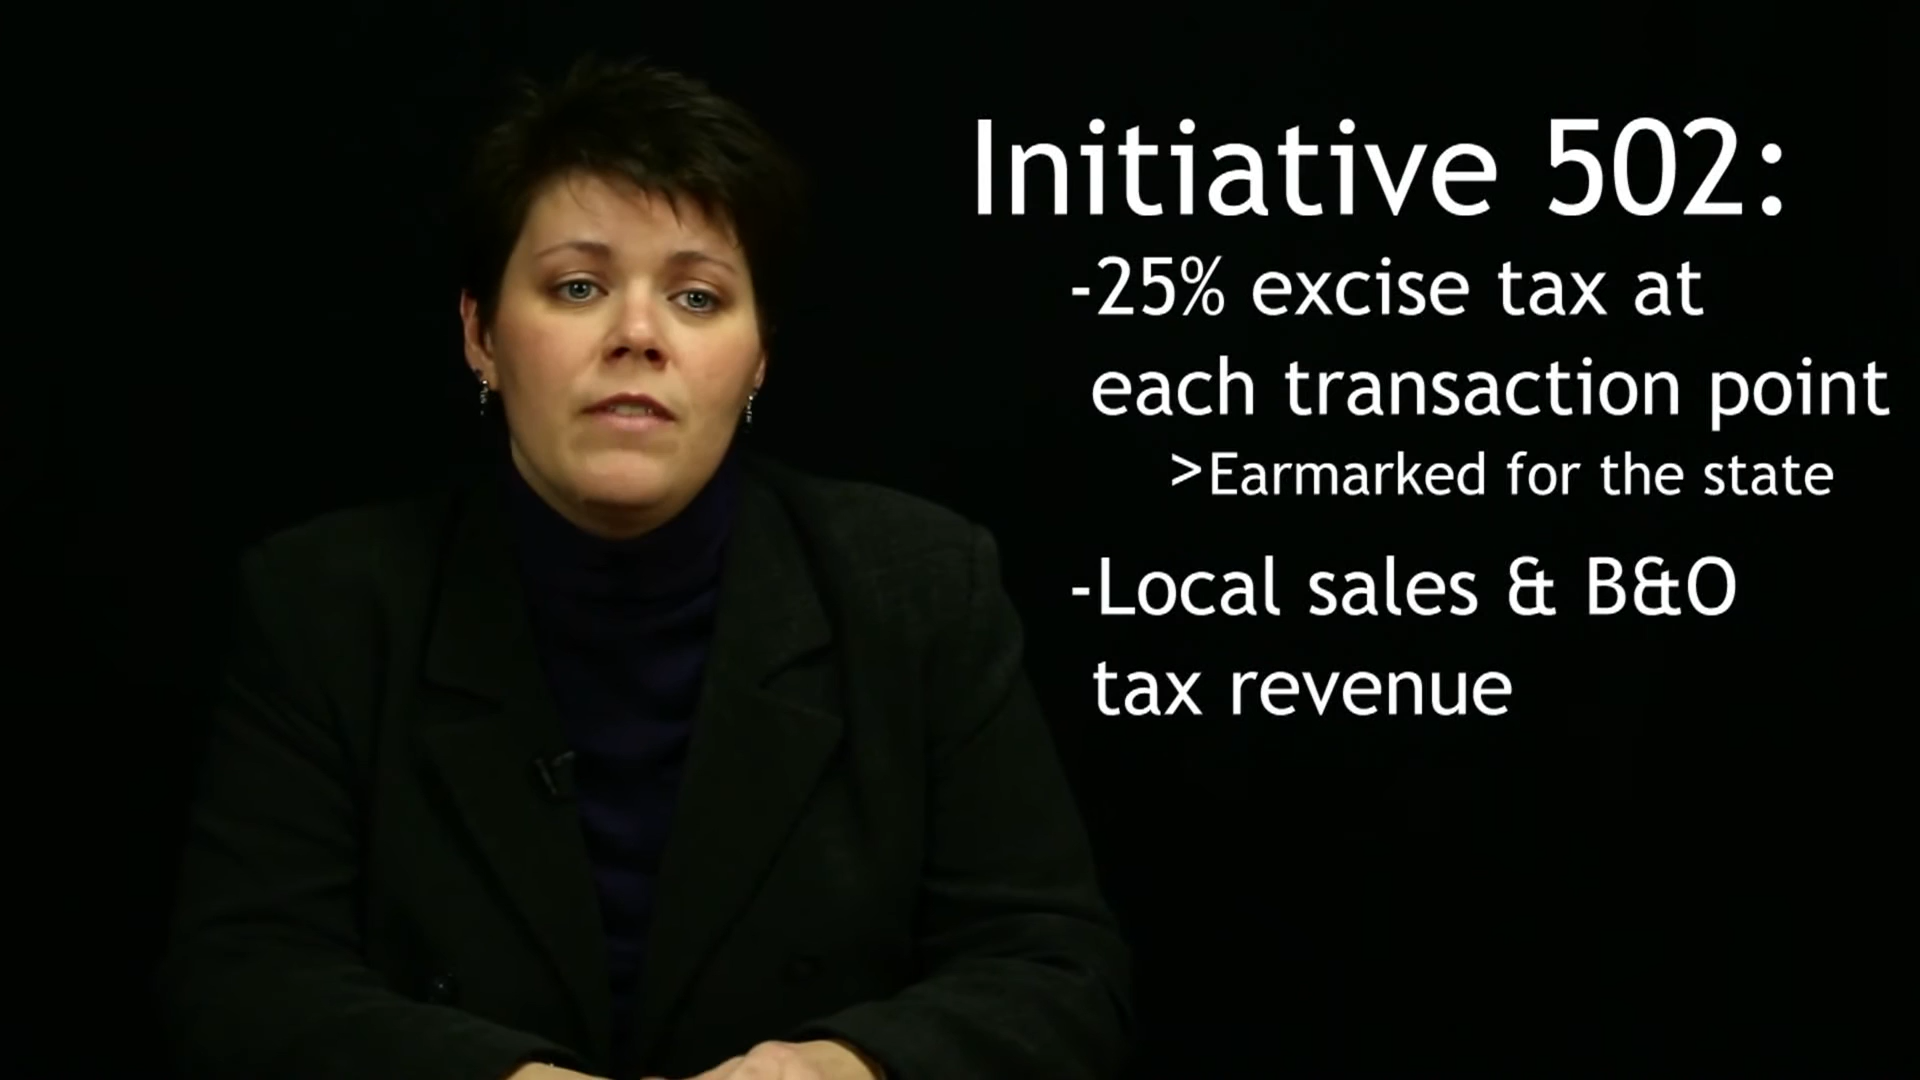 Initiative 502:
-25% excise tax at
each transaction point
>Earmarked for the state
-Local sales & B&O
tax revenue